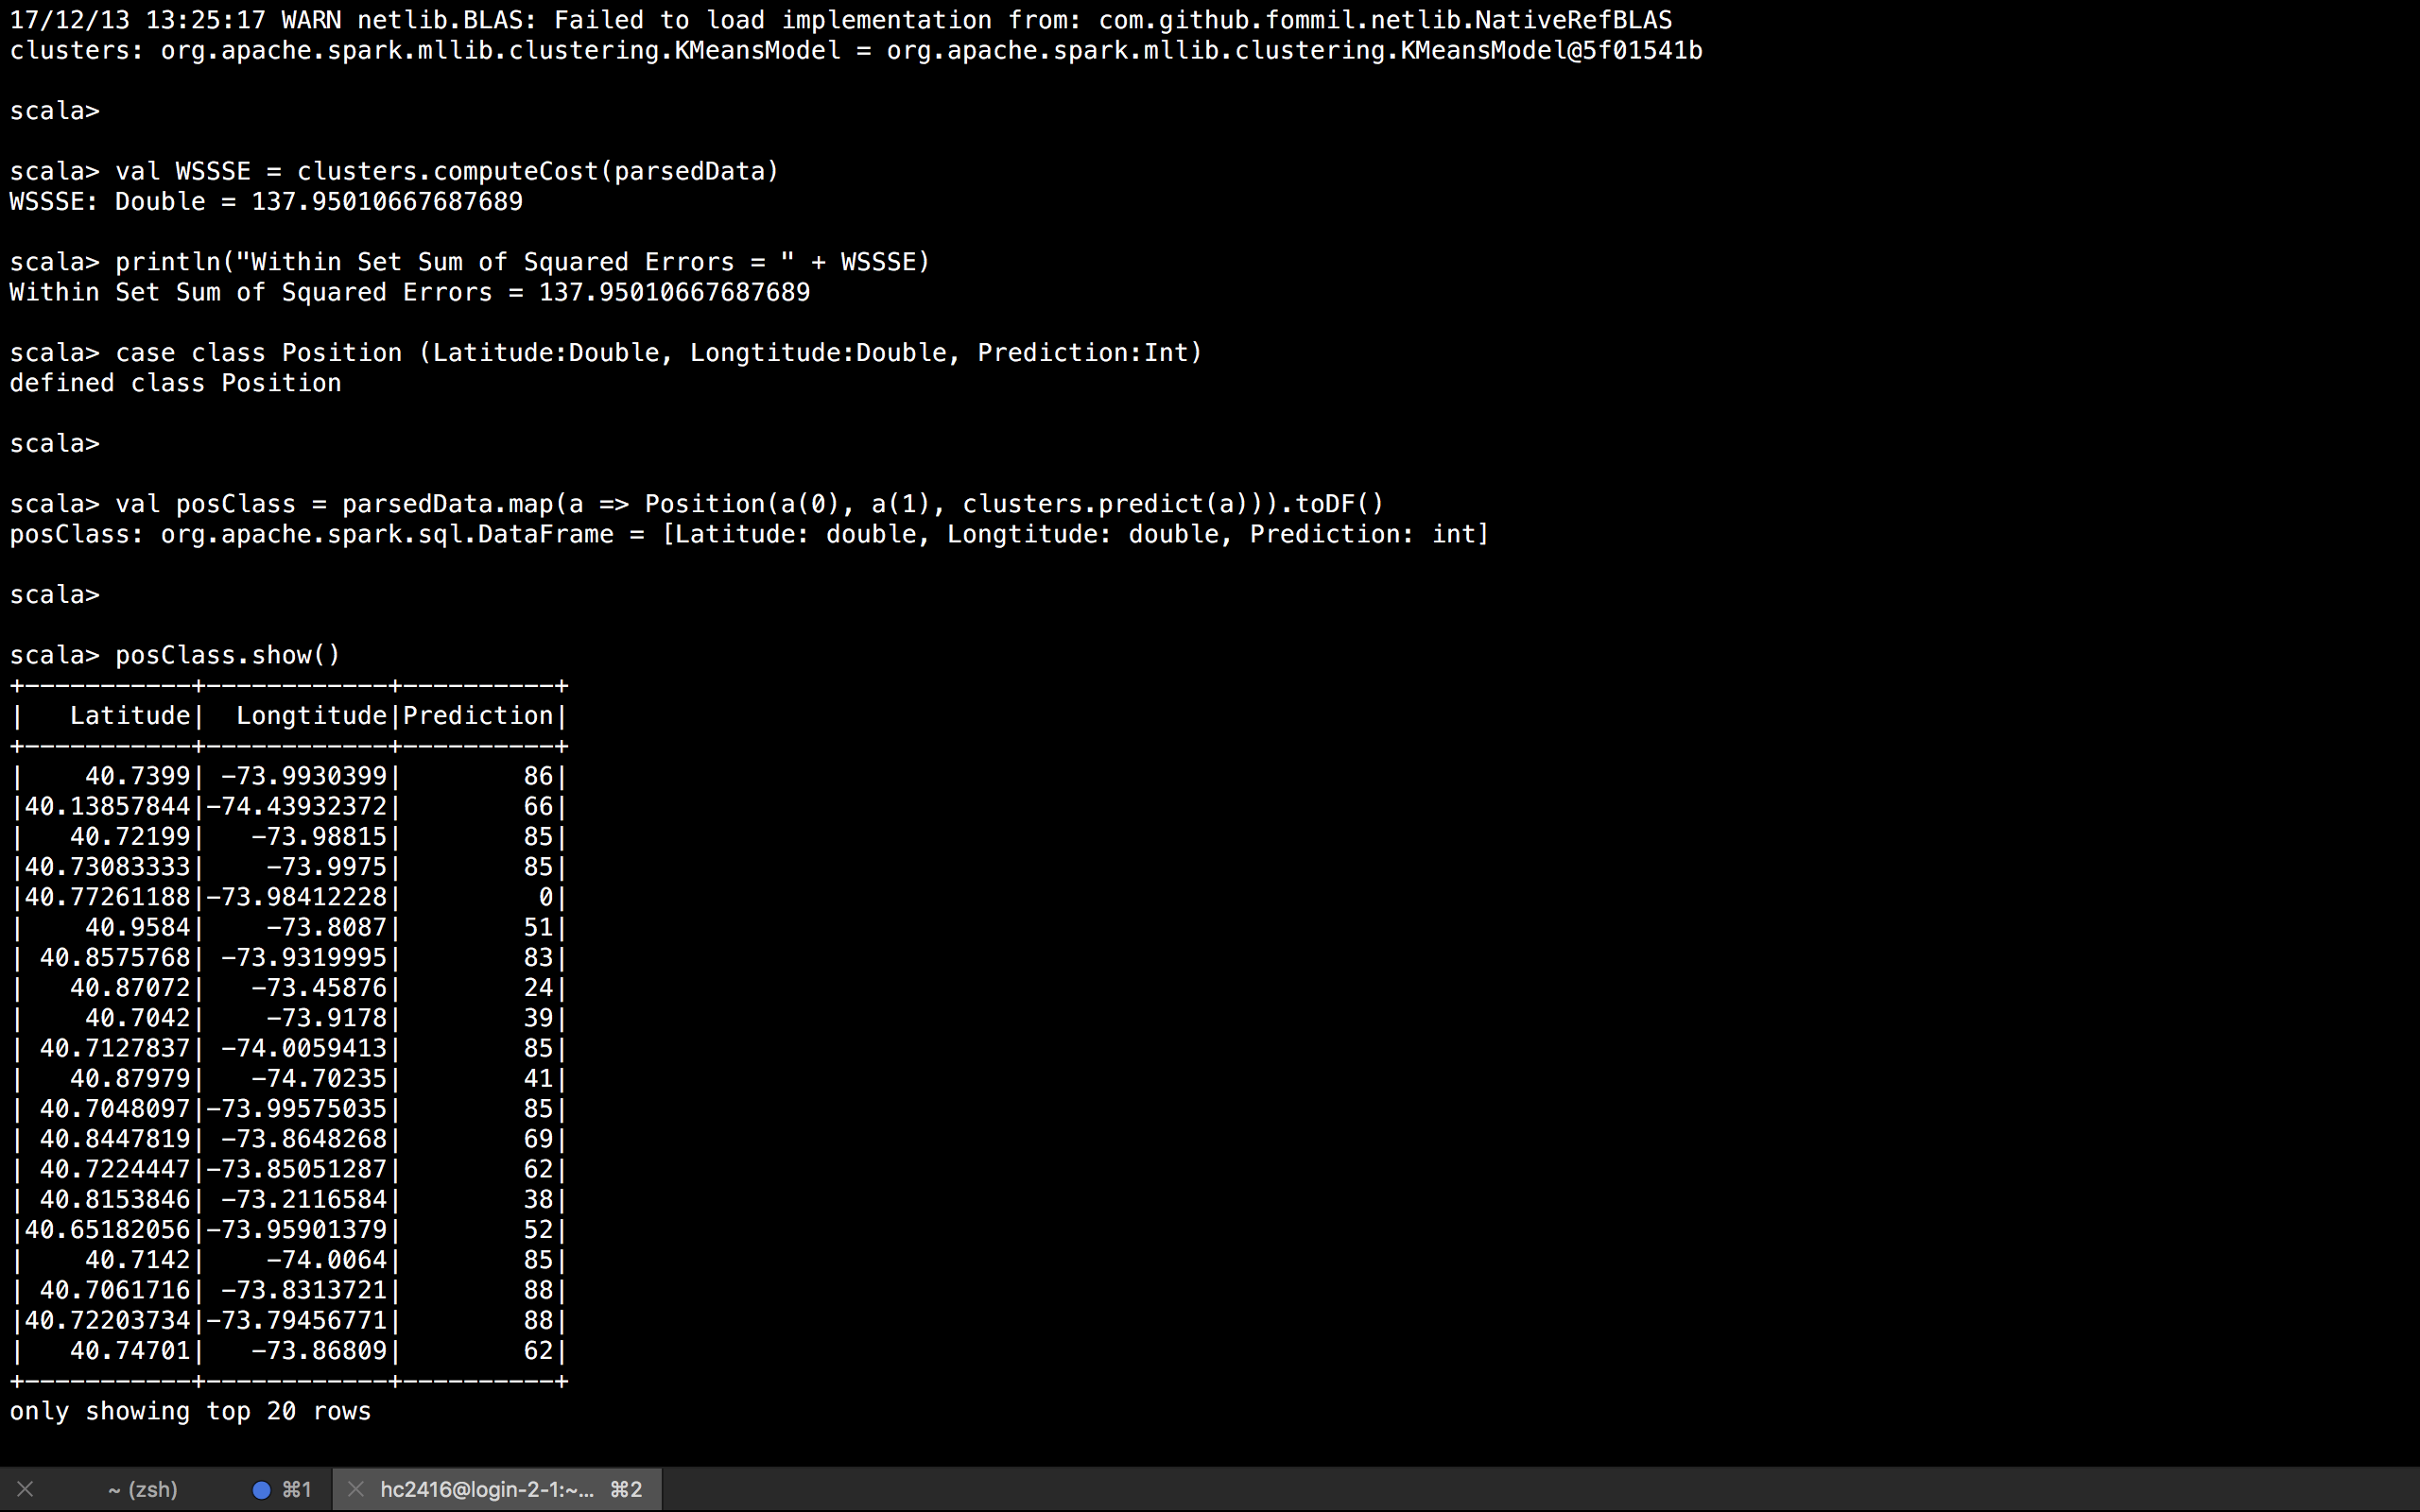 17/12/13 13:25:17 WARN netlib.BLAS: Failed to load implementation from: com.github.fommil.netlib.NativeRefBLAS
clusters: org.apache.spark.mllib.clustering.KMeansModel = org.apache.spark.mllib.clustering.KMeansModel@5f01541b
scala>
scala> val WSSSE = clusters.computeCost(parsedData)
WSSSE: Double = 137.95010667687689
scala> println("Within Set Sum of Squared Errors = " + WSSSE)
Within Set Sum of Squared Errors = 137.95010667687689
scala> case class Position (Latitude:Double, Longtitude:Double, Prediction:Int)
defined class Position
scala>
scala> val posClass = parsedData.map(a => Position(a(0), a(1), clusters.predict(a))).toDF()
posClass: org.apache.spark.sql.DataFrame = [Latitude: double, Longtitude: double, Prediction: int]
scala>
scala> posClass.show()
+-----------+------------+----------+
|   Latitude|  Longtitude|Prediction|
+-----------+------------+----------+
|    40.7399| -73.9930399|        86|
|40.13857844|-74.43932372|        66|
|   40.72199|   -73.98815|        85|
|40.73083333|    -73.9975|        85|
|40.77261188|-73.98412228|         0|
|    40.9584|    -73.8087|        51|
| 40.8575768| -73.9319995|        83|
|   40.87072|   -73.45876|        24|
|    40.7042|    -73.9178|        39|
| 40.7127837| -74.0059413|        85|
|   40.87979|   -74.70235|        41|
| 40.7048097|-73.99575035|        85|
| 40.8447819| -73.8648268|        69|
| 40.7224447|-73.85051287|        62|
| 40.8153846| -73.2116584|        38|
|40.65182056|-73.95901379|        52|
|    40.7142|    -74.0064|        85|
| 40.7061716| -73.8313721|        88|
|40.72203734|-73.79456771|        88|
|   40.74701|   -73.86809|        62|
+-----------+------------+----------+
only showing top 20 rows
~ (zsh) ⌘1 hc2416@login-2-1:~... ⌘2